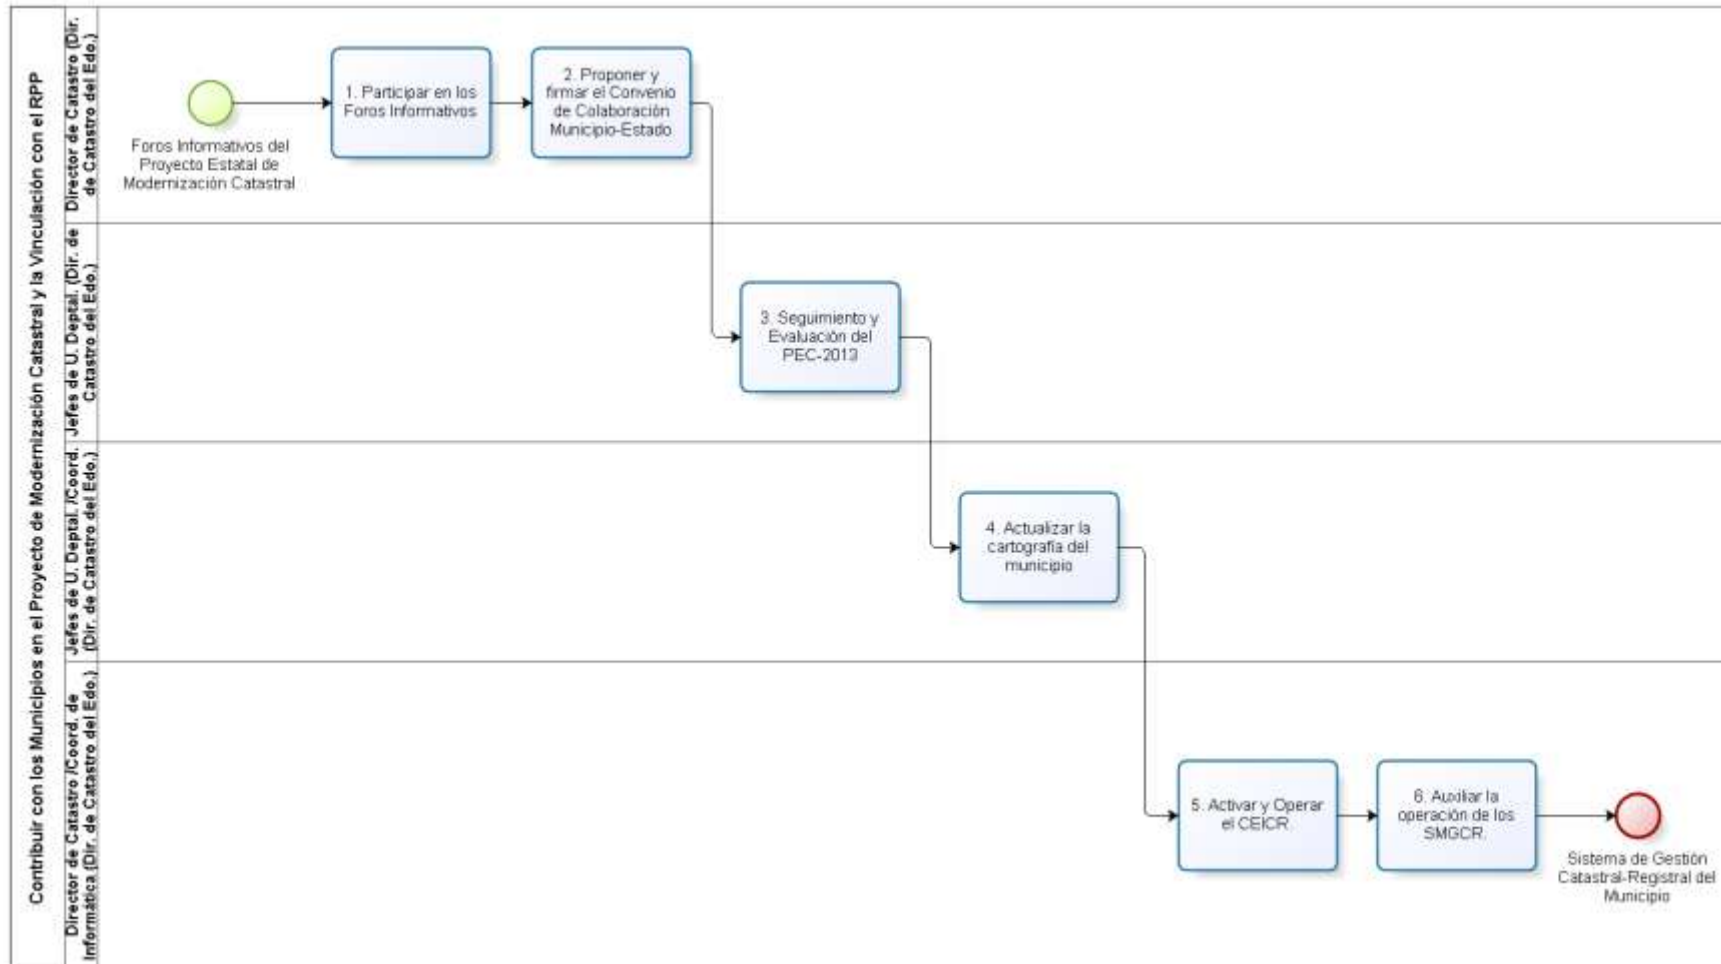 Contribuir con los Municipios en el Proyecto de Modernización Catastral y la Vinculación con el RPP
Director de Catastro (Dir.
de Catastro del Edo.)
Foros Informativos del
Proyecto Estatal de
Modernización Catastral
1. Participar en los
Foros Informativos
2. Proponer y
firmar el Convenio
de Colaboración
Municipio-Estado
Jefes de U. Deptal. (Dir. de
Catastro del Edo.)
3. Seguimiento y
Evaluación del
PEC-2013
Jefes de U. Deptal. /Coord.
(Dir. de Catastro del Edo.)
4. Actualizar la
cartografía del
municipio
Director de Catastro /Coord. de
Informática (Dir. de Catastro del Edo.)
5. Activar y Operar
el CEICR.
6. Auxiliar la
operación de los
SMGCR.
Sistema de Gestión
Catastral-Registral del
Municipio